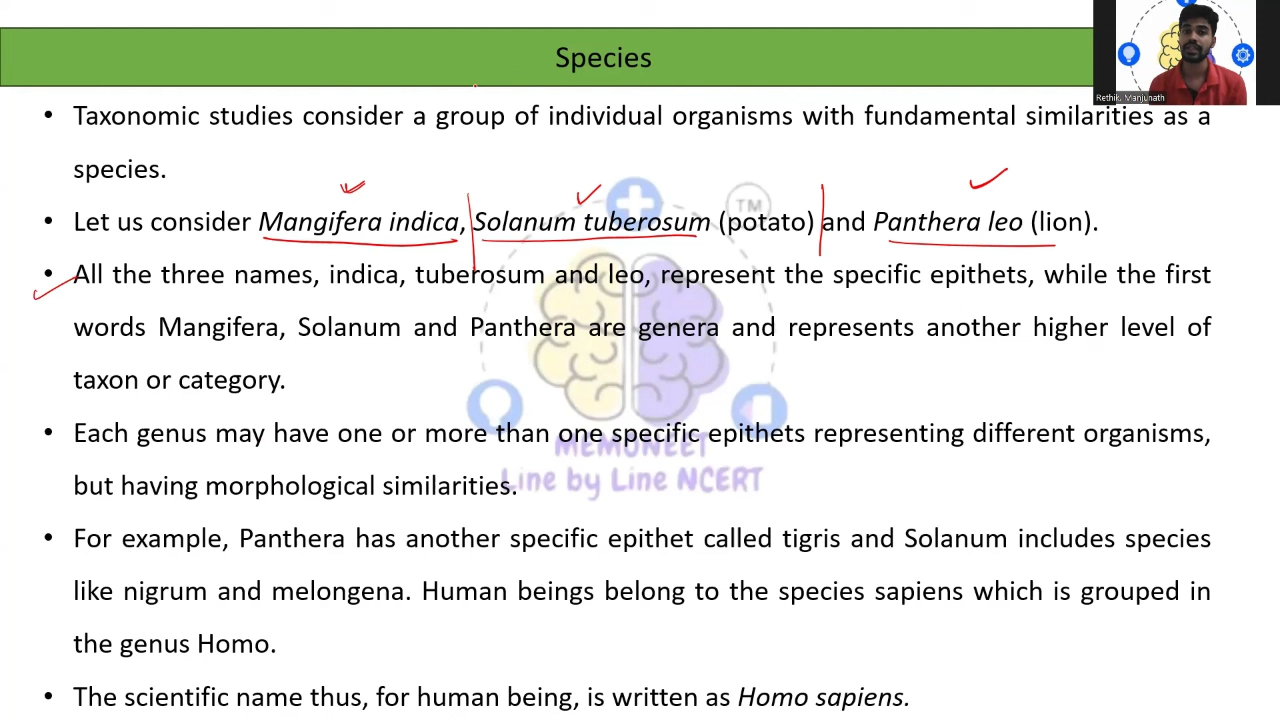 Species
Rethik. Manjunath
• Taxonomic studies consider a group of individual organisms with fundamental similarities as a
species.
TM
• Let us consider Mangifera indica, Solanum tuberosum (potato) and Panthera leo (lion).
• All the three names, indica, tuberosum and leo, represent the specific epithets, while the first
words Mangifera, Solanum and Panthera are genera and represents another higher level of
taxon or category.
• Each genus may have one or more than one specific epithets representing different organisms,
MEMONEET
Line by Line NCERT
but having morphological similarities.
• For example, Panthera has another specific epithet called tigris and Solanum includes species
like nigrum and melongena. Human beings belong to the species sapiens which is grouped in
the genus Homo.
• The scientific name thus, for human being, is written as Homo sapiens.